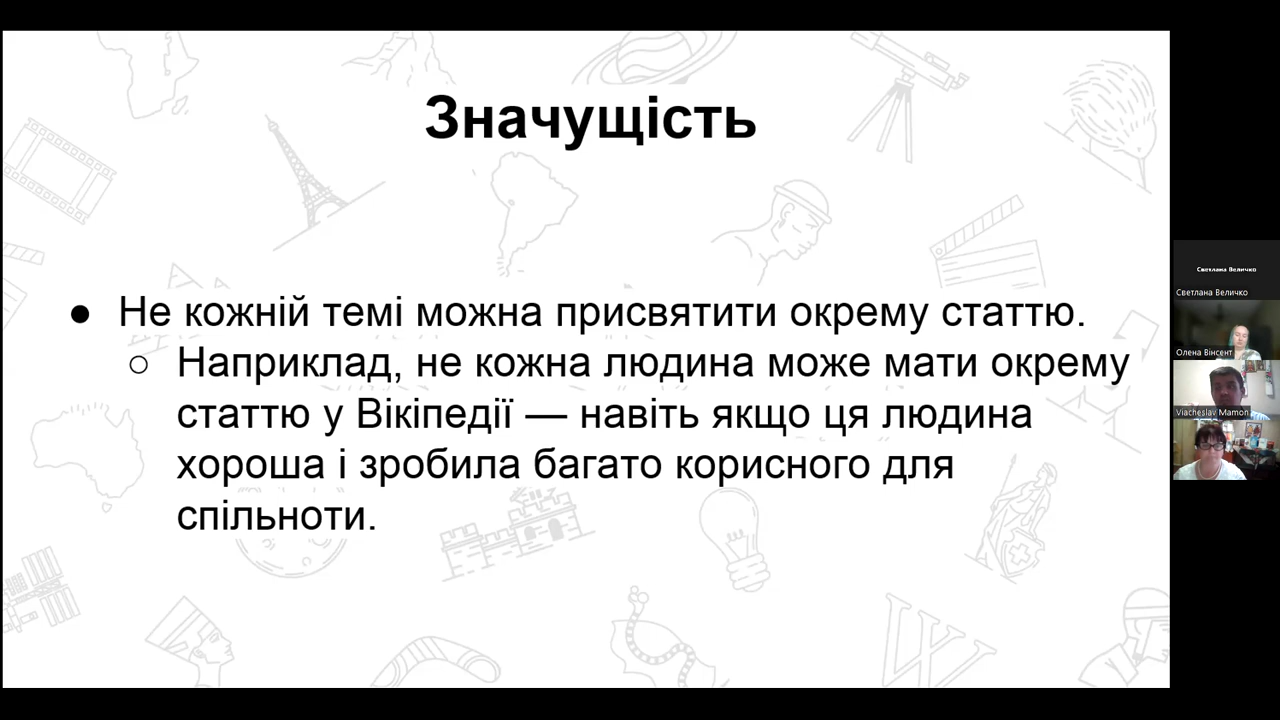 Значущість
● Не кожній темі можна присвятити окрему статтю.
○ Наприклад, не кожна людина може мати окрему
статтю у Вікіпедії — навіть якщо ця людина
хороша і зробила багато корисного для
спільноти.
Светлана Величко
Светлана Величко
Олена Вінсент
Viacheslav Mamon